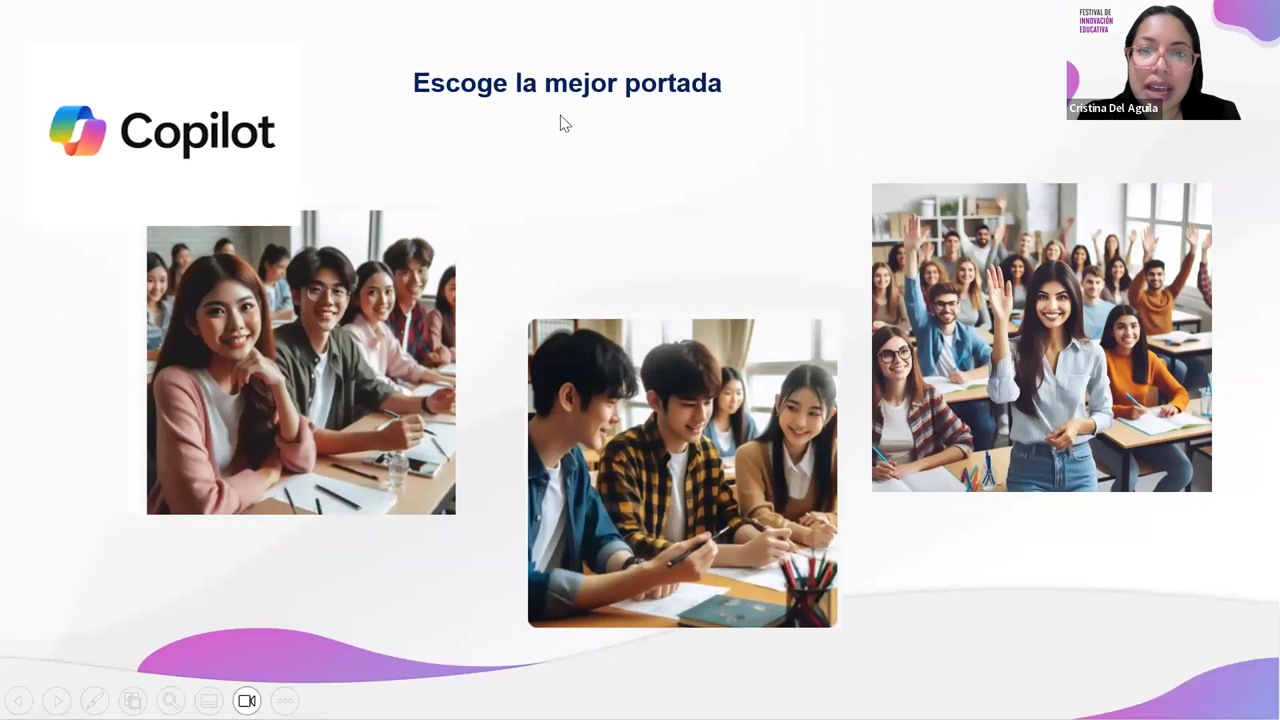 Escoge la mejor portada
Copilot
FESTIVAL DE
INNOVACIÓN
EDUCATIVA
Cristina Del Aguila